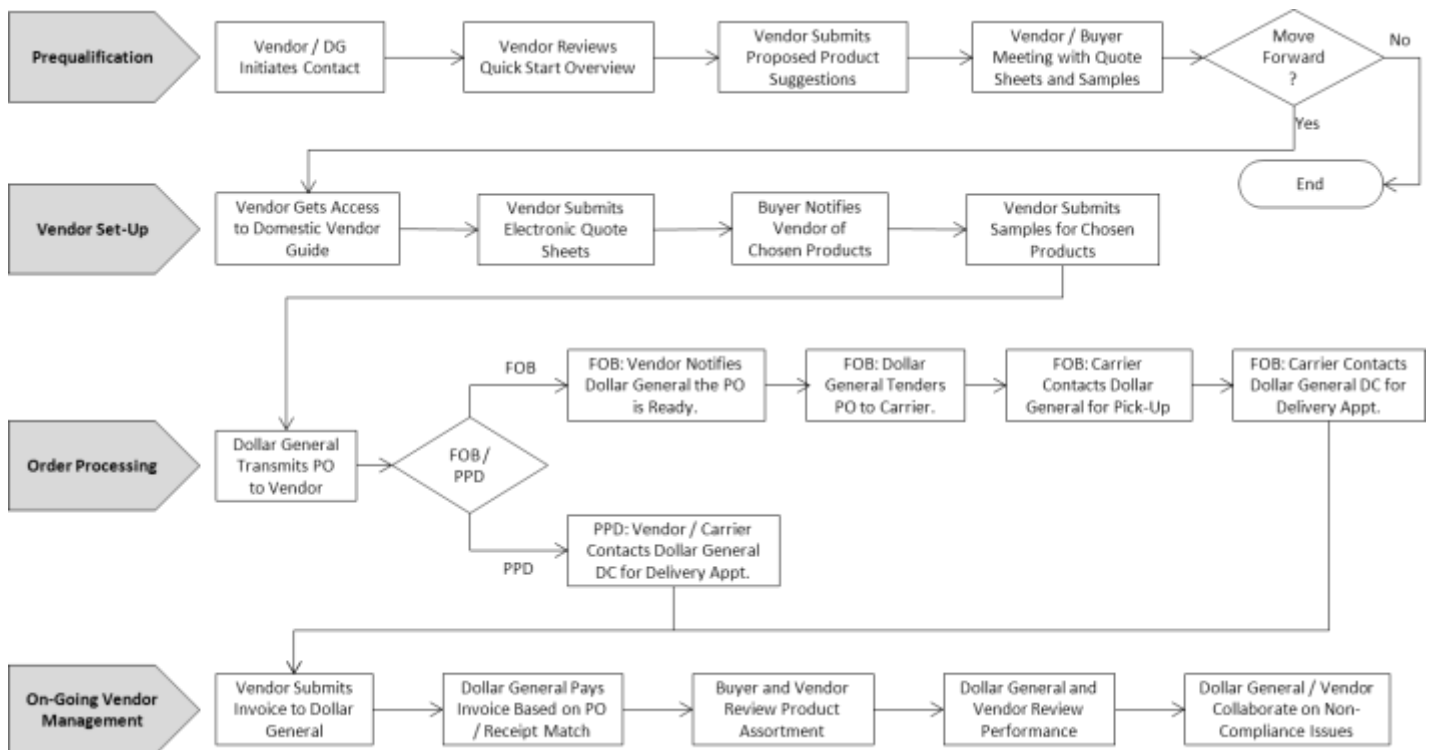 Prequalification
Vendor / DG
Initiates Contact
Vendor Reviews
Quick Start Overview
Vendor Submits
Proposed Product
Suggestions
Vendor / Buyer
Meeting with Quote
Sheets and Samples
Move
Forward
?
No
Yes
End
Vendor Set-Up
Vendor Gets Access
to Domestic Vendor
Guide
Vendor Submits
Electronic Quote
Sheets
Buyer Notifies
Vendor of
Chosen Products
Vendor Submits
Samples for Chosen
Products
Order Processing
Dollar General
Transmits PO
to Vendor
FOB/
PPD
FOB
FOB: Vendor Notifies
Dollar General the PO
is Ready.
FOB: Dollar
General Tenders
PO to Carrier.
FOB: Carrier
Contacts Dollar
General for Pick-Up
FOB: Carrier Contacts
Dollar General DC for
Delivery Appt.
PPD
PPD: Vendor / Carrier
Contacts Dollar General
DC for Delivery Appt.
On-Going Vendor
Management
Vendor Submits
Invoice to Dollar
General
Dollar General Pays
Invoice Based on PO
/ Receipt Match
Buyer and Vendor
Review Product
Assortment
Dollar General and
Vendor Review
Performance
Dollar General / Vendor
Collaborate on Non-
Compliance Issues